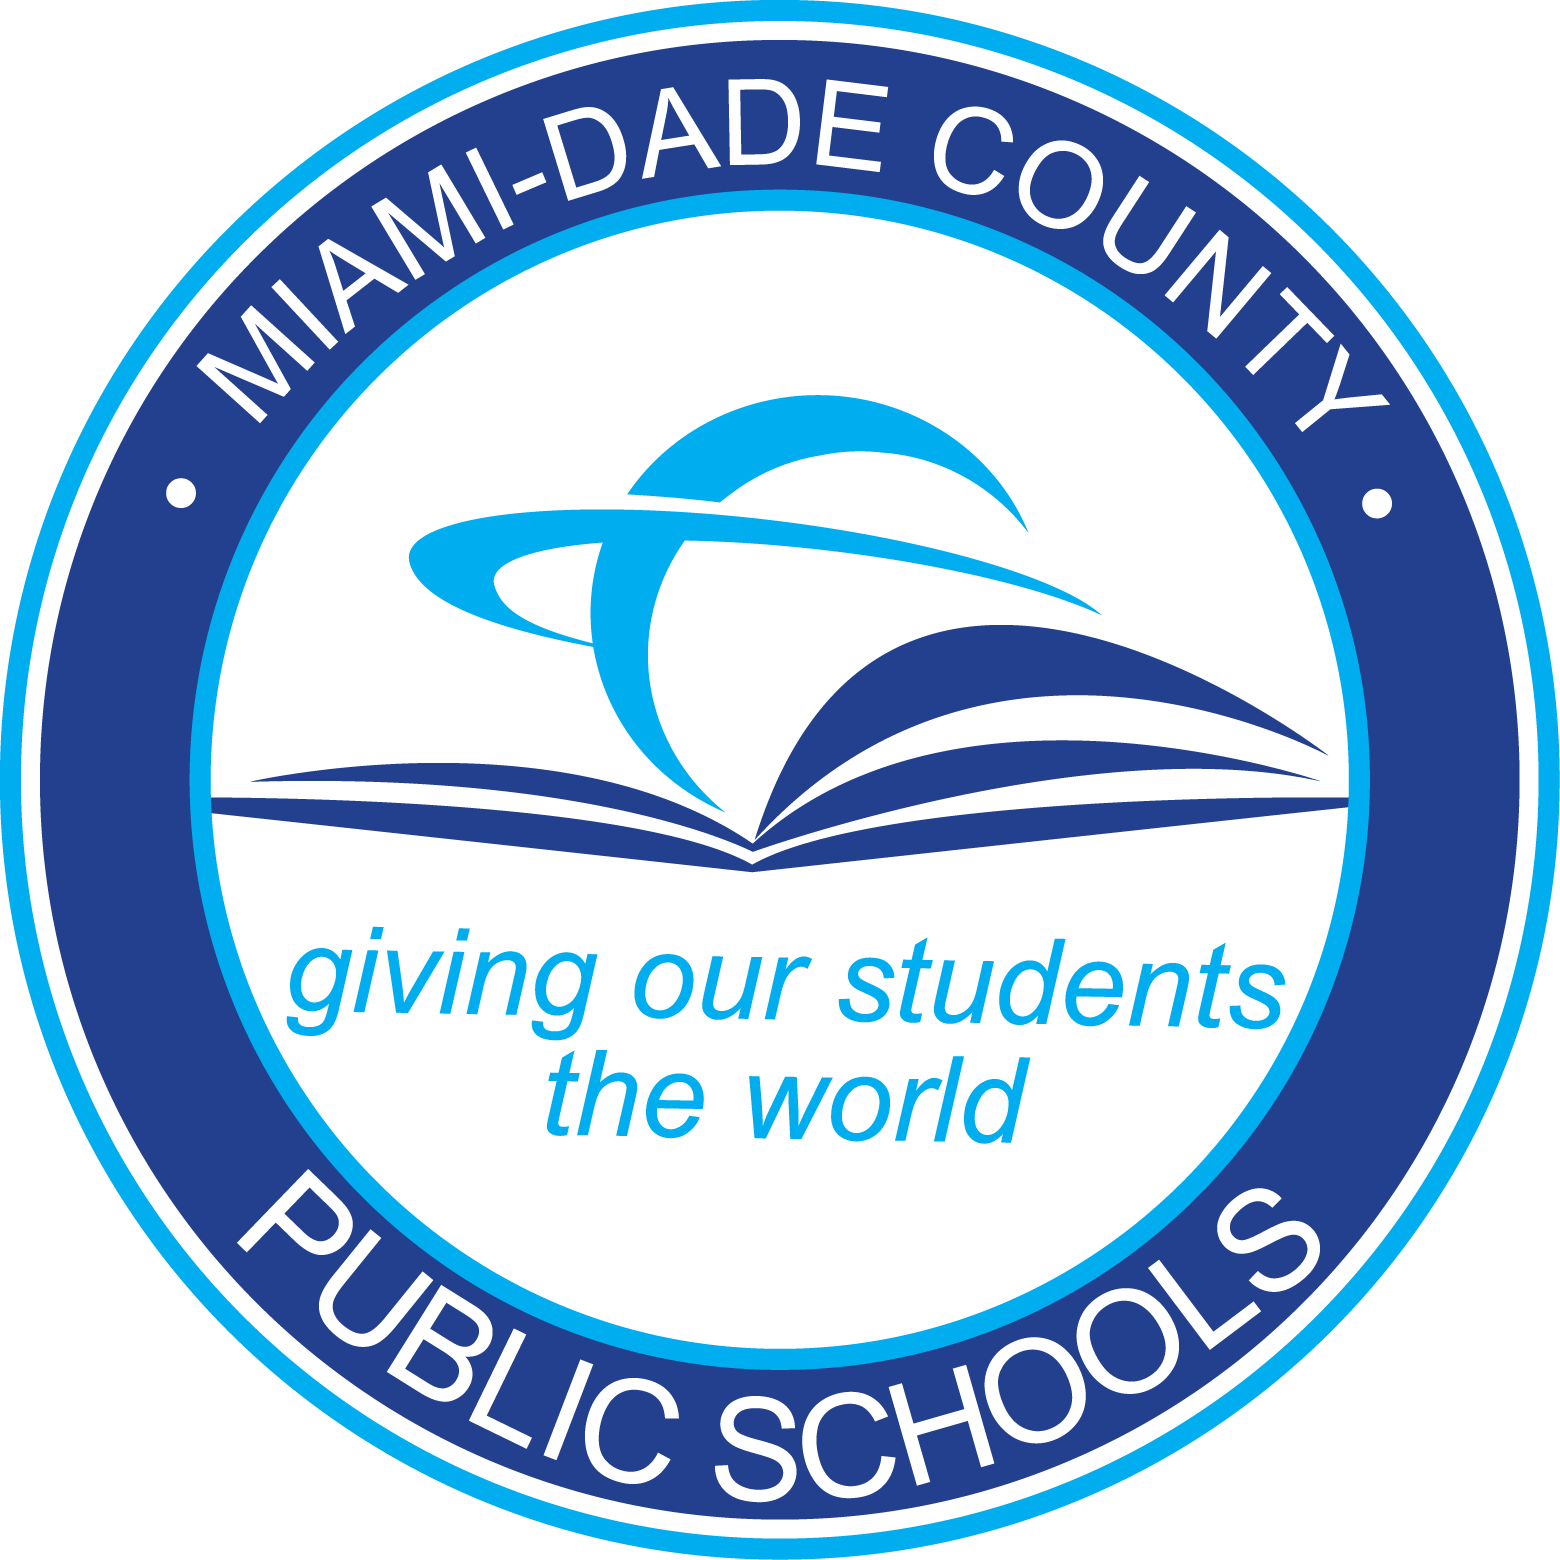 MIAMI-DADE COUNTY
giving our students
the world
PUBLIC SCHOOLS